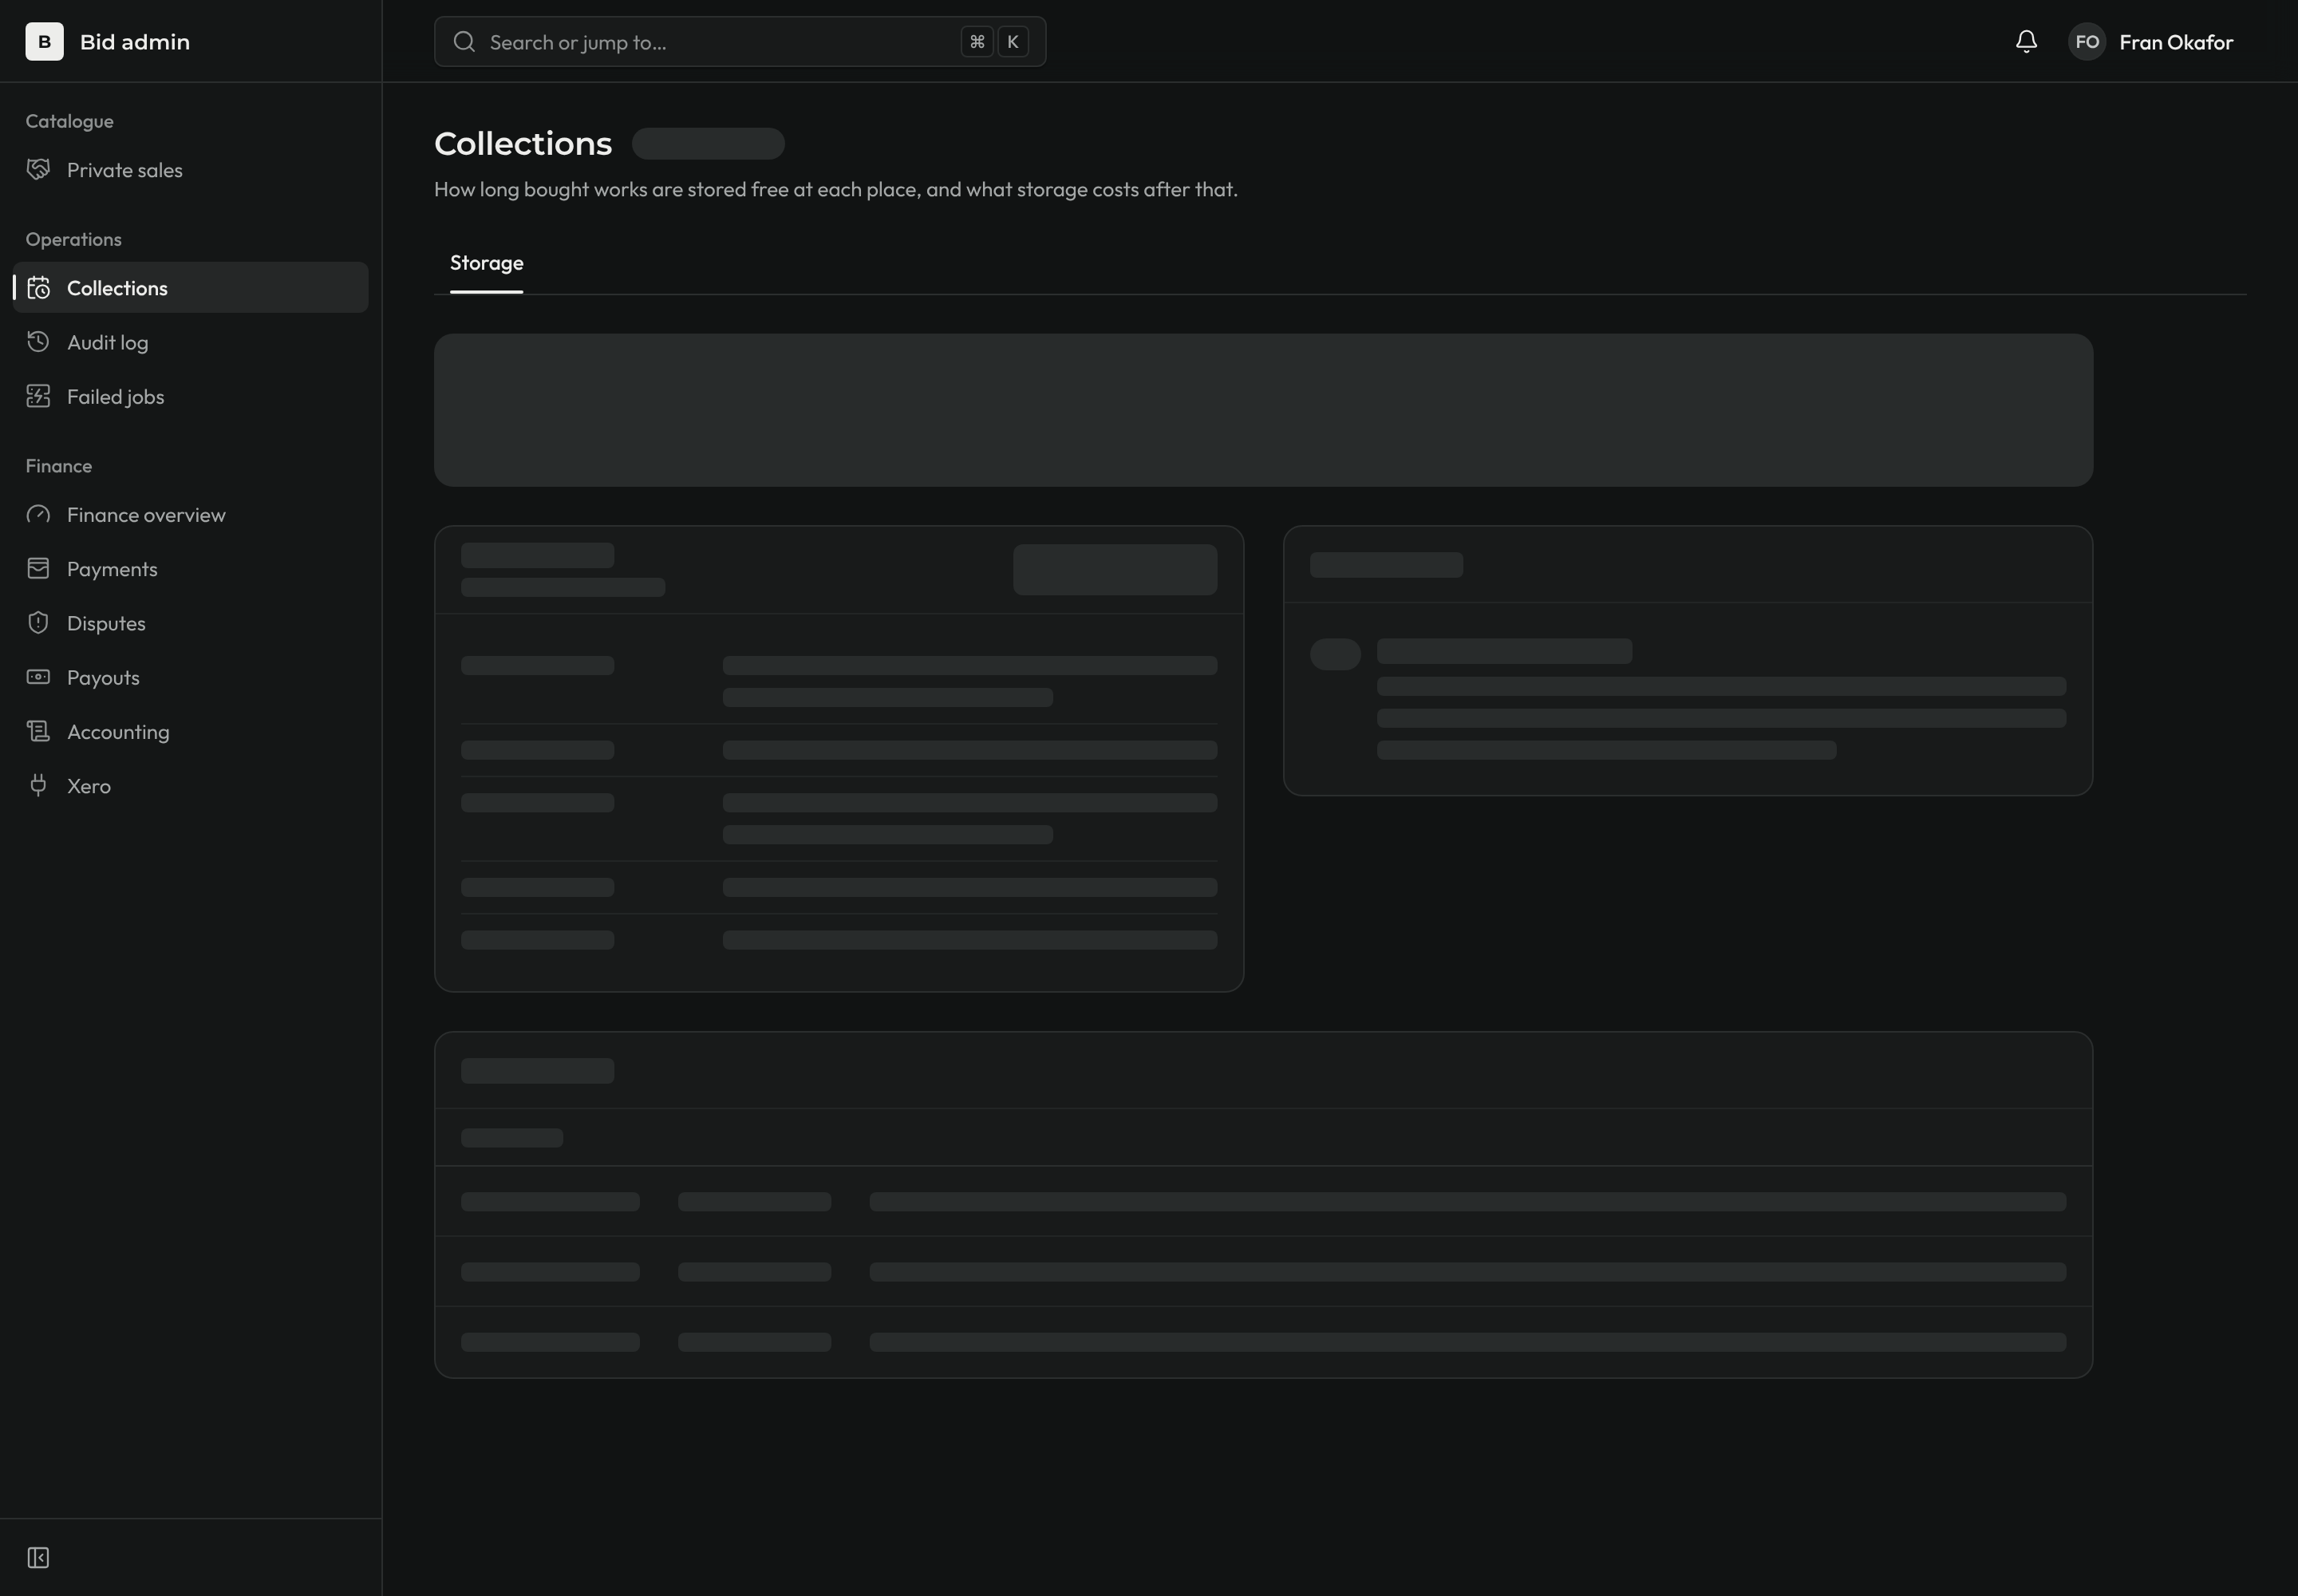 B Bid admin
Search or jump to...
⌘ K
FO Fran Okafor
Catalogue
Private sales
Operations
Collections
Audit log
Failed jobs
Finance
Finance overview
Payments
Disputes
Payouts
Accounting
Xero
Collections
How long bought works are stored free at each place, and what storage costs after that.
Storage